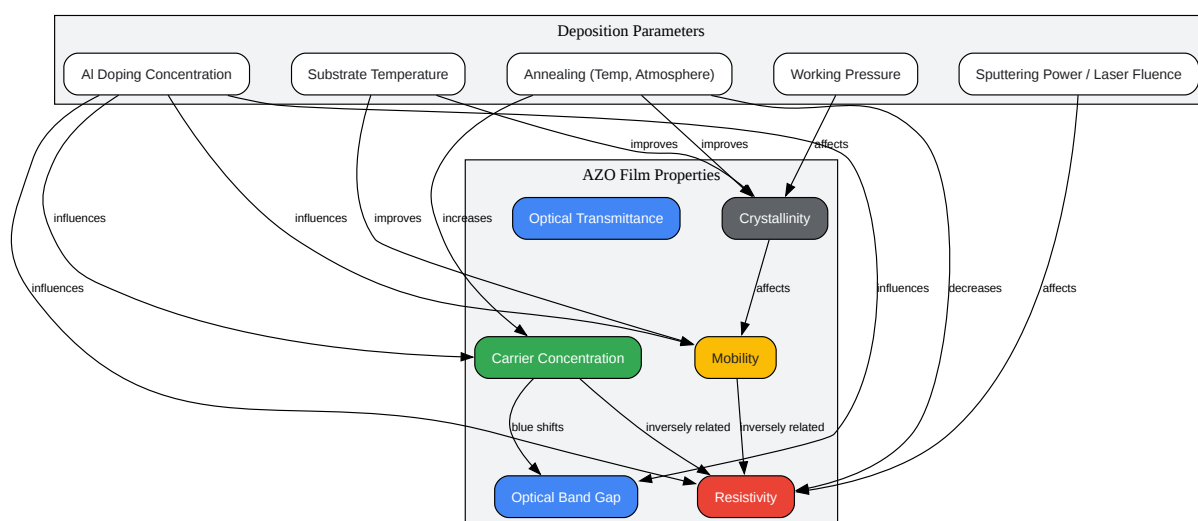 Deposition Parameters
Al Doping Concentration
Substrate Temperature
Annealing (Temp, Atmosphere)
Working Pressure
Sputtering Power / Laser Fluence
improves
improves
affects
AZO Film Properties
influences
influences
improves
increases
Optical Transmittance
Crystallinity
influences
affects
influences
decreases
affects
Carrier Concentration
Mobility
blue shifts
inversely related
inversely related
Optical Band Gap
Resistivity